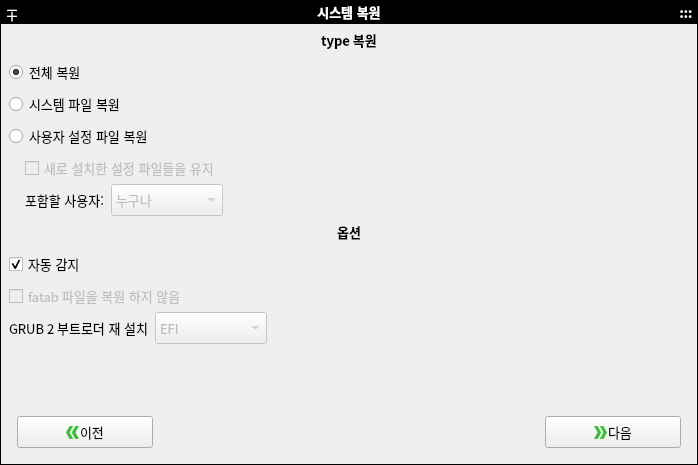 시스템 복원
type 복원
전체 복원
시스템 파일 복원
사용자 설정 파일 복원
새로 설치한 설정 파일들을 유지
포함할 사용자: 누구나
옵션
자동 감지
fatab 파일을 복원 하지 않음
GRUB 2 부트로더 재 설치 EFI
이전 다음